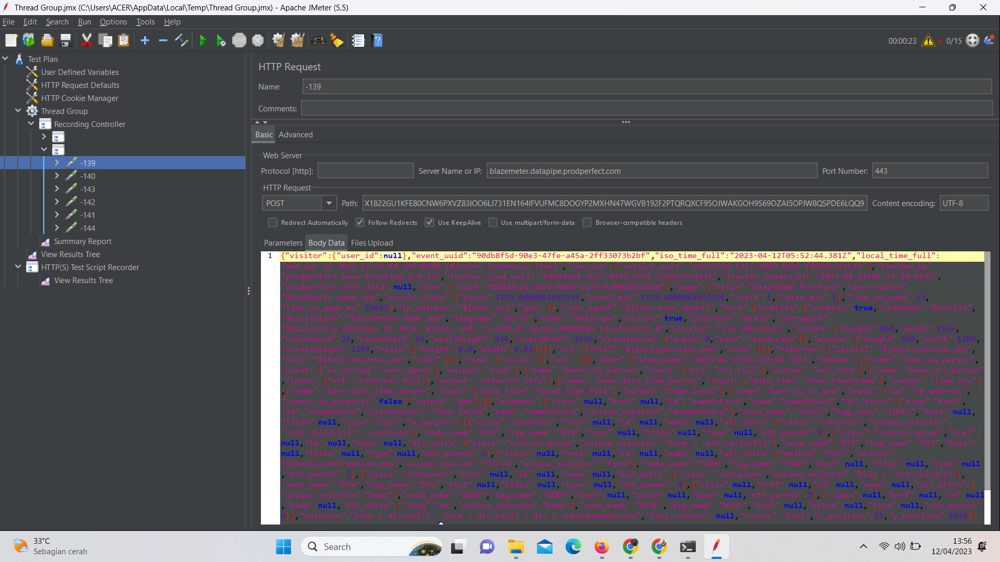 Thread Group.jmx (C:\Users\ACER\AppData\Local\Temp\Thread Group.jmx) - Apache JMeter (5.5)
File Edit Search Run Options Tools Help
STOP
00:00:23 4 0/15
Test Plan
User Defined Variables
HTTP Request Defaults
HTTP Cookie Manager
Thread Group
Recording Controller
-139
-140
-143
-142
-141
-144
Summary Report
View Results Tree
HTTP(S) Test Script Recorder
View Results Tree
HTTP Request
Name: -139
Comments:
Basic Advanced
Web Server
Protocol [http]: Server Name or IP: blazemeter.datapipe.prodperfect.com Port Number: 443
HTTP Request
POST Path: X1822GU1KFE80CNW6PXVZ83IOO6LJ731EN164IFVUFMC8DOGYP2MXHN47WGVB192F2PTQRQXCF95OJWAKGOH9S69DZAI5OPJW8QSPDE6LQQ9 Content encoding: UTF-8
Redirect Automatically Follow Redirects Use KeepAlive Use multipart/form-data Browser-compatible headers
Parameters Body Data Files Upload
1 {"visitor":{"user_id":null},"event_uuid":"90db8f5d-90e3-47fe-a45a-2ff33073b2bf","iso_time_full":"2023-04-12T05:52:44.381Z","local_time_full":
"Wed Apr 12 2023 12:52:44 GMT+0700 (Western Indonesia Time)","session":{"session_uuid":"e96c535d-1217-4848-89b6-f0950c7feb71"},"tracked_by":
"prodperfect-keen-tracking-2.0.23","tracker_load_uuid":"83862ab4-3627-4f97-9e51-c9b96efc4471","tracker_loaded_at":"2023-04-12T05:52:20.919Z",
"prodperfect_test_data":null,"user":{"uuid":"848d2c21-46bf-4089-bcf5-8300d8656520"},"page":{"title":"BlazeDemo Purchase","description":
"BlazeMeter demo app","scroll_state":{"pixel":1159.6000061035156,"pixel_max":1159.6000061035156,"ratio":1,"ratio_max":1},"time_on_page":23,
"time_on_page_ms":23462},"ip_address":"${keen.ip}","geo":{},"user_agent":"${keen.user_agent}","tech":{"profile":{"cookies":true,"codeName":"Mozilla",
"description":"BlazeMeter demo app","language":"en-US","name":"Netscape","online":true,"platform":"Win32","useragent":
"Mozilla/5.0 (Windows NT 10.0; Win64; x64; rv:109.0) Gecko/20100101 Firefox/111.0","version":"5.0 (Windows)","screen":{"height":864,"width":1536,
"colorDepth":24,"pixelDepth":24,"availHeight":816,"availWidth":1536,"orientation":{"angle":0,"type":"landscape"}},"window":{"height":650,"width":1280,
"scrollHeight":1159,"ratio":{"height":0.8,"width":0.83}}}},"url":{"full":"${host}purchase.php","info":{}},"referrer":{"initial":"${host}reserve.php",
"full":"${host}reserve.php","info":{}},"time":{"local":{},"utc":{}},"keen":{"timestamp":"2023-04-12T05:52:44.381Z","addons":[{"name":"keen:ua_parser",
"input":{"ua_string":"user_agent"},"output":"tech"},{"name":"keen:url_parser","input":{"url":"url.full"},"output":"url.info"},{"name":"keen:url_parser"
,"input":{"url":"referrer.full"},"output":"referrer.info"},{"name":"keen:date_time_parser","input":{"date_time":"keen.timestamp"},"output":"time.utc"}
,{"name":"keen:date_time_parser","input":{"date_time":"local_time_full"},"output":"time.local"},{"name":"keen:ip_to_geo","input":{"ip":"ip_address",
"remove_ip_property":false},"output":"geo"}]},"element":{"class":null,"href":null,"id":"nameOnCard","name":"nameOnCard","all_attrs":{"type":"text",
"id":"nameOnCard","placeholder":"John Smith","name":"nameOnCard","unique_selector":"#nameOnCard"},"node_name":"INPUT","tag_name":"INPUT","text":null,
"title":null,"type":"text","n_parents":[{"class":"controls","href":null,"id":null,"name":null,"all_attrs":{"class":"controls","unique_selector":
":nth-child(11) > .controls"},"node_name":"DIV","tag_name":"DIV","text":null,"title":null,"type":null,"nth_parent":1},{"class":"control-group","href":
null,"id":null,"name":null,"all_attrs":{"class":"control-group","unique_selector":"form > :nth-child(11)"},"node_name":"DIV","tag_name":"DIV","text":
null,"title":null,"type":null,"nth_parent":2},{"class":null,"href":null,"id":null,"name":null,"all_attrs":{"method":"POST","action":
"${host}confirmation.php","accept-charset":"UTF-8","unique_selector":"form"},"node_name":"FORM","tag_name":"FORM","text":null,"title":null,"type":null
,"nth_parent":3},{"class":"container","href":null,"id":null,"name":null,"all_attrs":{"class":"container","unique_selector":"body > :nth-child(2)"},
"node_name":"DIV","tag_name":"DIV","text":null,"title":null,"type":null,"nth_parent":4},{"class":null,"href":null,"id":null,"name":null,"all_attrs":{
"unique_selector":"body"},"node_name":"BODY","tag_name":"BODY","text":null,"title":null,"type":null,"nth_parent":5},{"class":null,"href":null,"id":null
,"name":null,"all_attrs":{"lang":"en","unique_selector":"html"},"node_name":"HTML","tag_name":"HTML","text":null,"title":null,"type":null,"nth_parent":
6}],"selector":"body > div:eq(1) > form > div:eq(9) > div > input#nameOnCard","text_content":null,"cursor":"text","x_position":55,"y_position":1030}}
33°C
Sebagian cerah
Search
13:56
12/04/2023